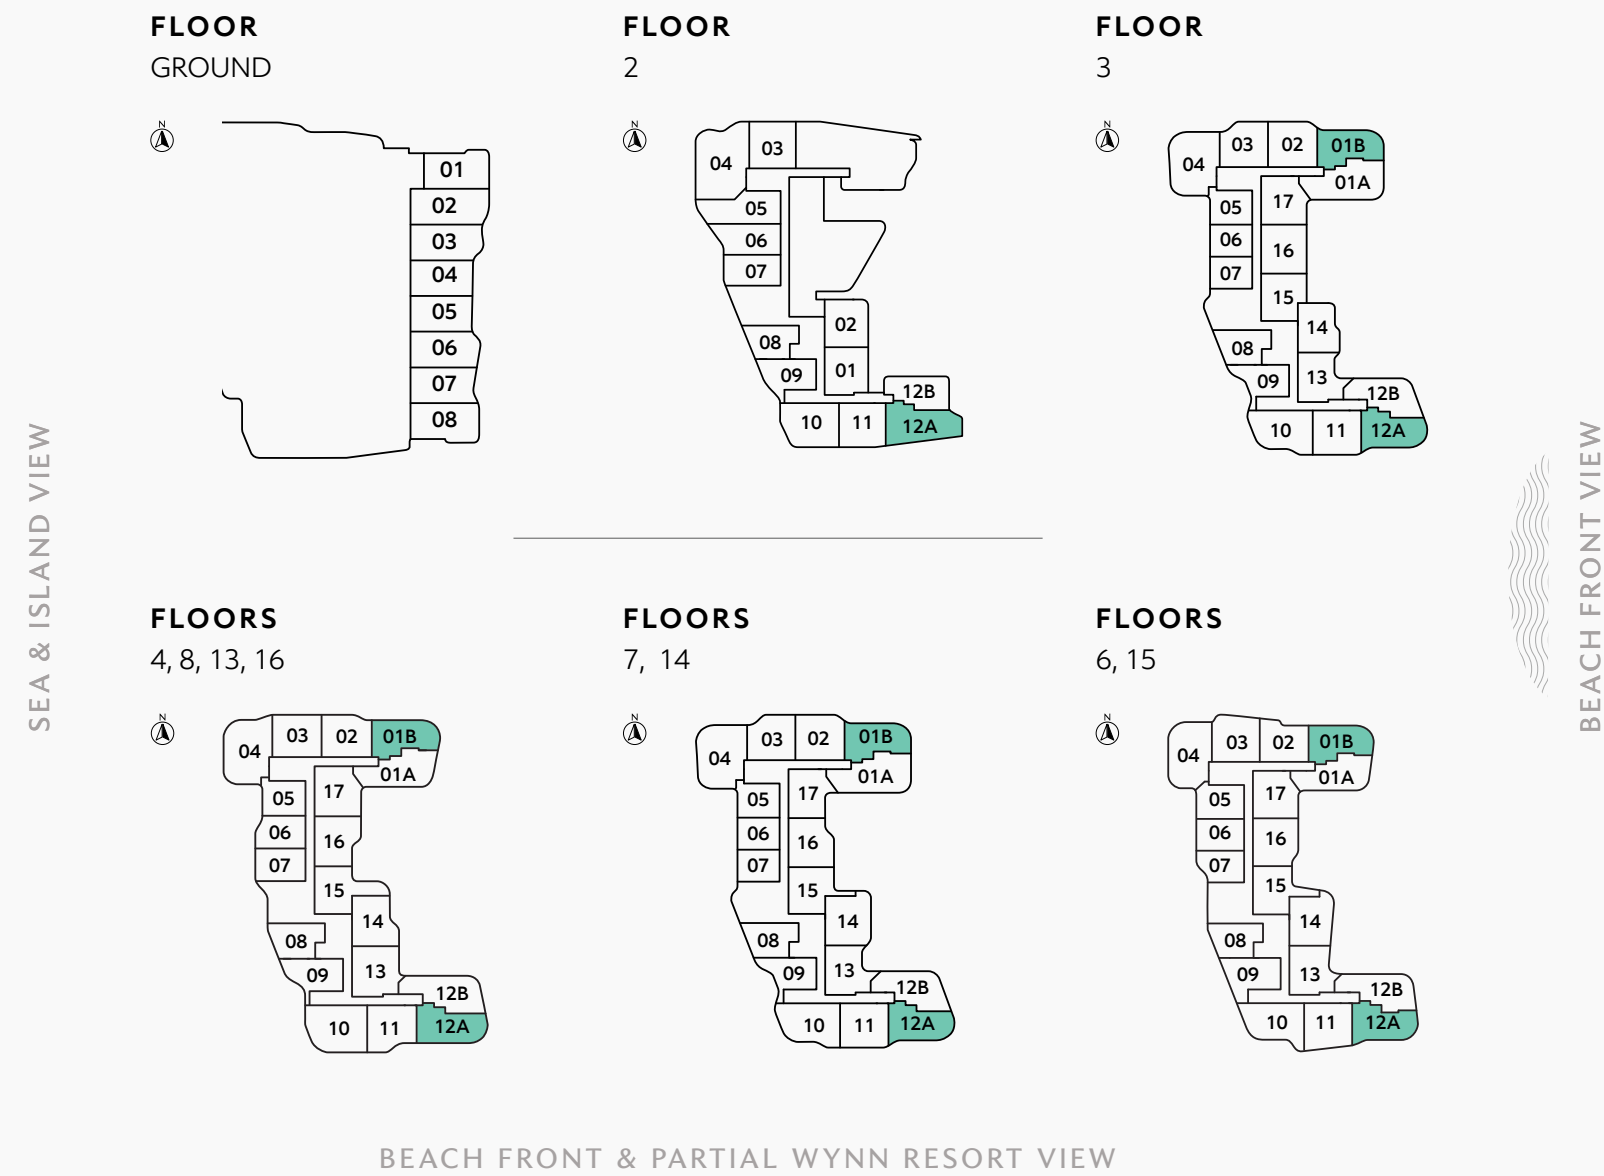 FLOOR
GROUND
N
01
02
03
04
05
06
07
08
FLOOR
2
N
03
04
05
06
07
02
08
01
09
12B
10 11 12A
FLOOR
3
N
03 02 01B
04
01A
17
05
06
16
07
15
14
08
13
09
12B
10 11 12A
SEA & ISLAND VIEW
BEACH FRONT VIEW
FLOORS
4, 8, 13, 16
N
03 02 01B
04
01A
17
05
06
16
07
15
14
08
13
09
12B
10 11 12A
FLOORS
7, 14
N
03 02 01B
04
01A
17
05
06
16
07
15
14
08
13
09
12B
10 11 12A
FLOORS
6, 15
N
03 02 01B
04
01A
17
05
06
16
07
15
14
08
13
09
12B
10 11 12A
BEACH FRONT & PARTIAL WYNN RESORT VIEW